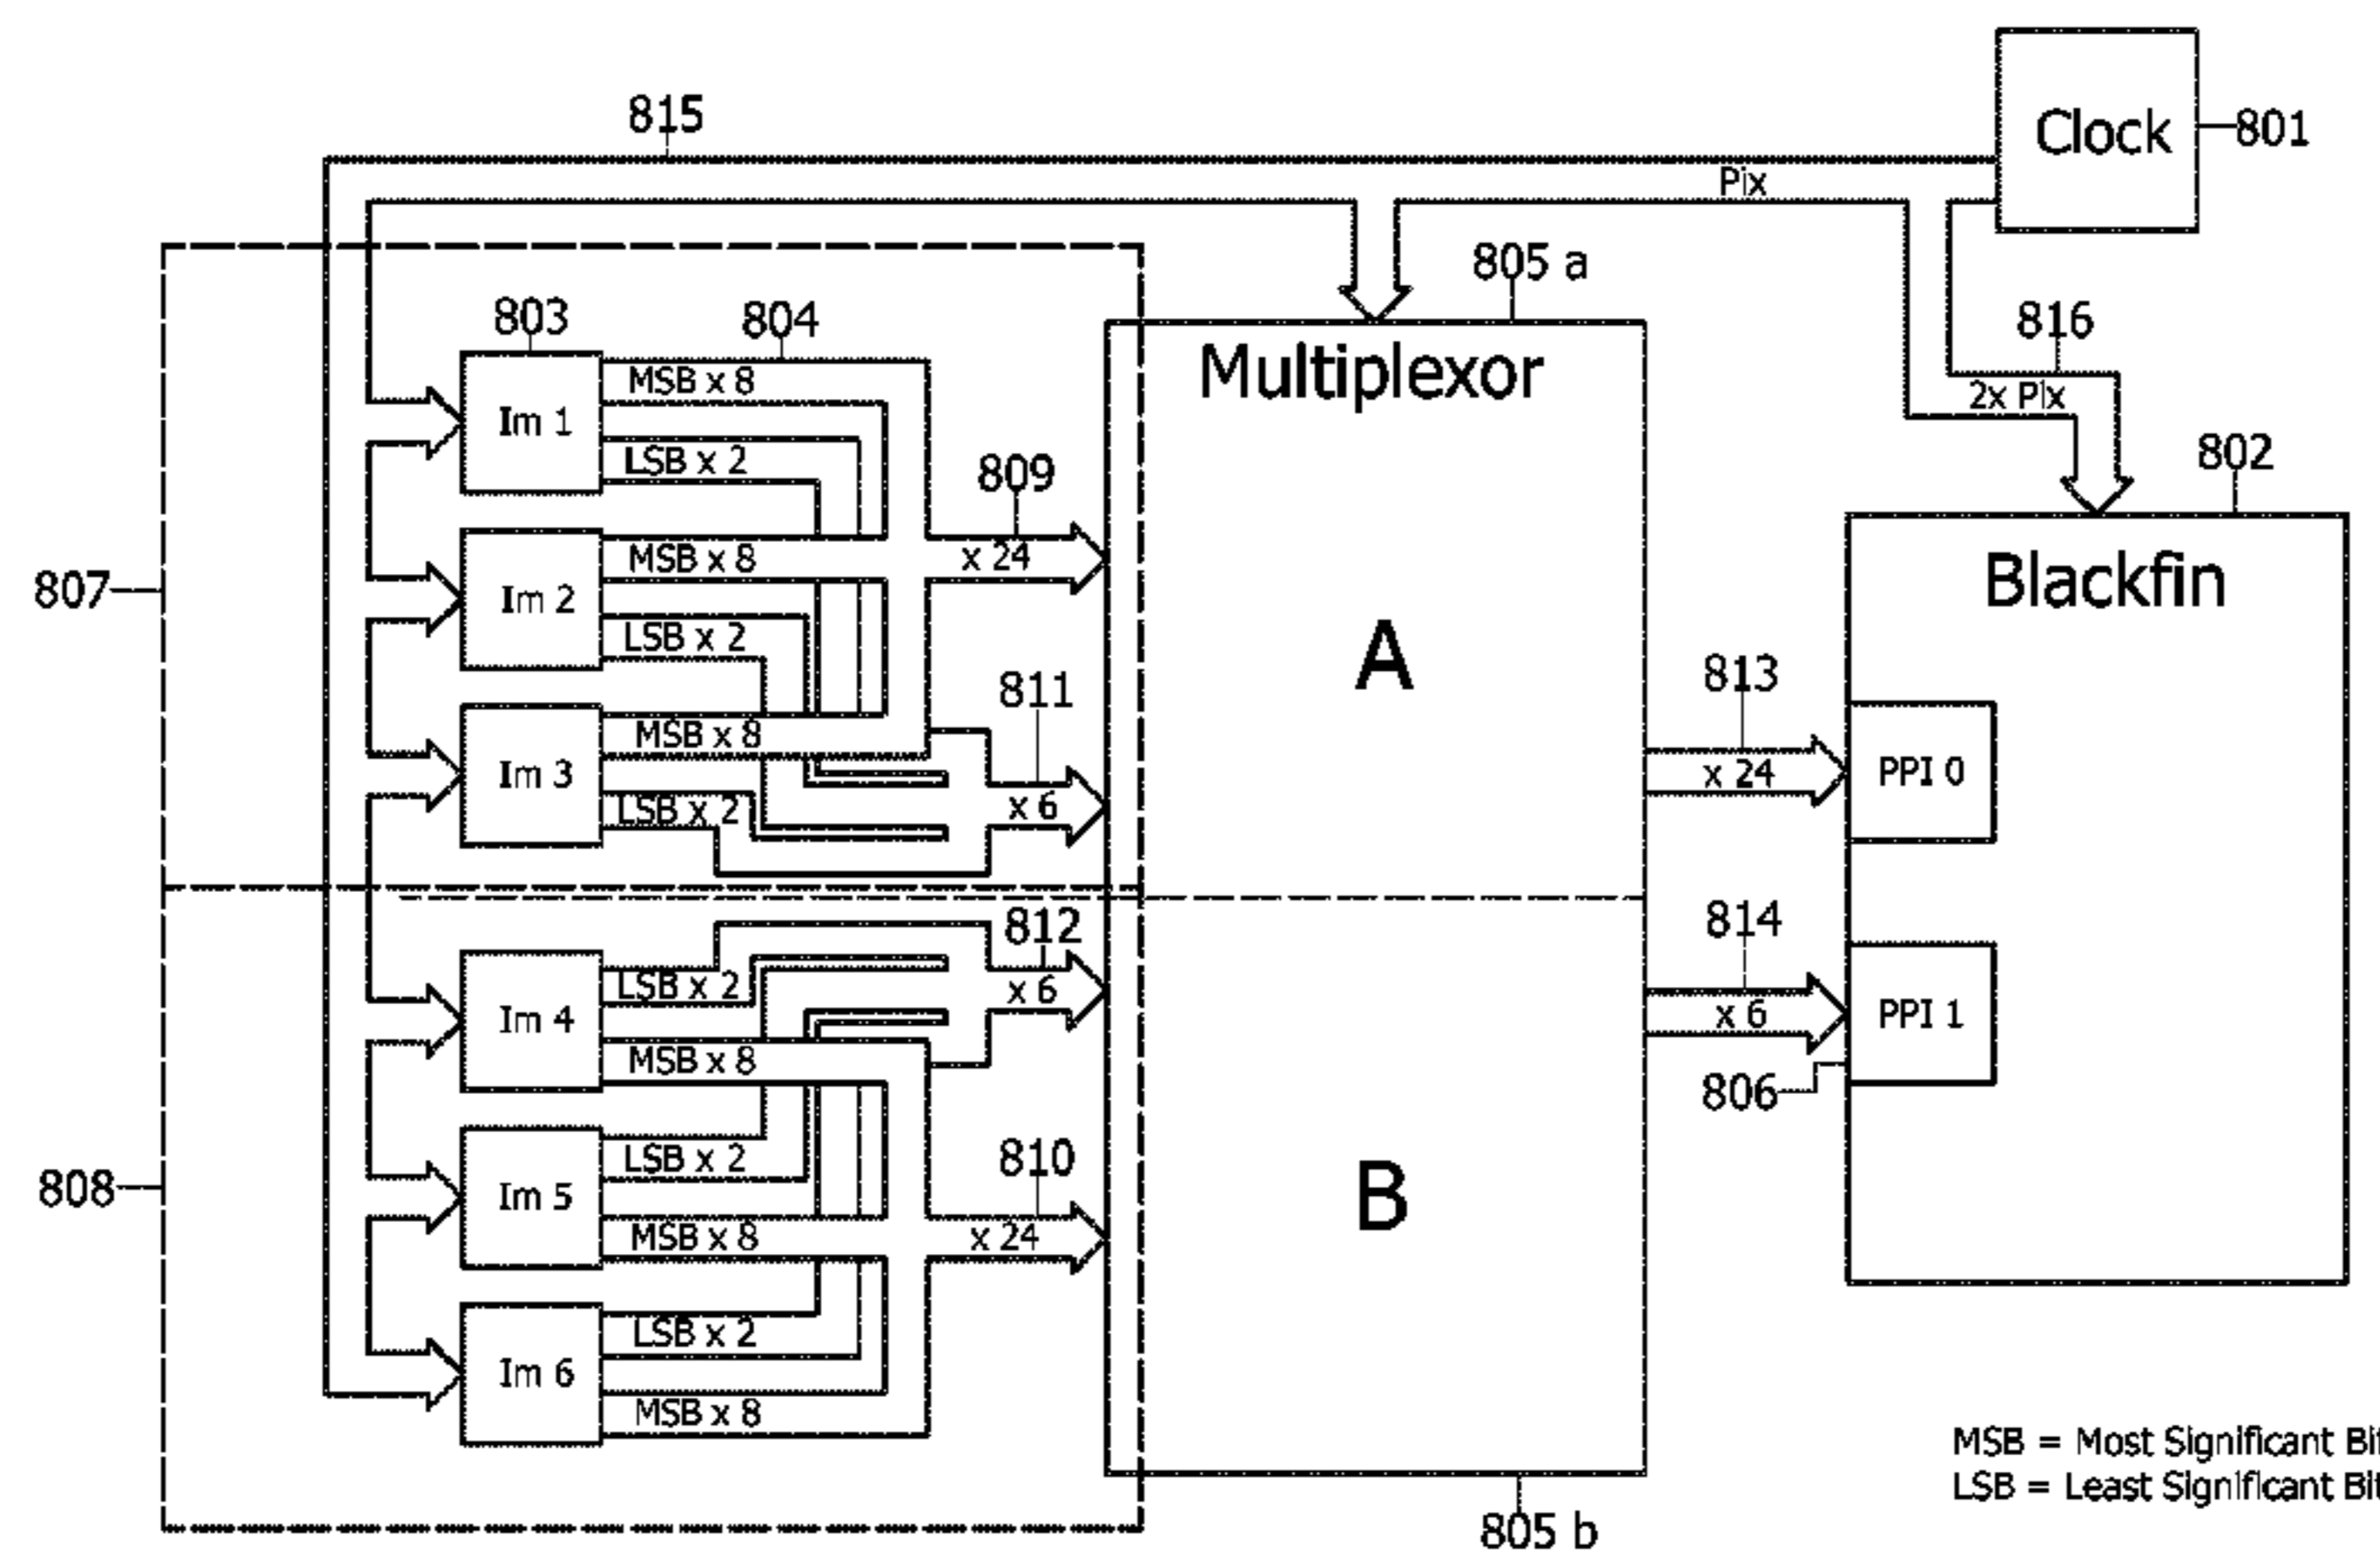 Clock
801
815
Pix
805 a
803
804
816
Multiplexor
MSB x 8
2x Pix
Im 1
LSB x 2
802
809
MSB x 8
x 24
Blackfin
807
Im 2
LSB x 2
A
811
813
MSB x 8
Im 3
x 24
PPI 0
LSB x 2
x 6
812
814
LSB x 2
x 6
Im 4
x 6
PPI 1
MSB x 8
806
LSB x 2
810
808
Im 5
B
MSB x 8
x 24
LSB x 2
Im 6
MSB x 8
MSB = Most Significant Bit
LSB = Least Significant Bit
805 b